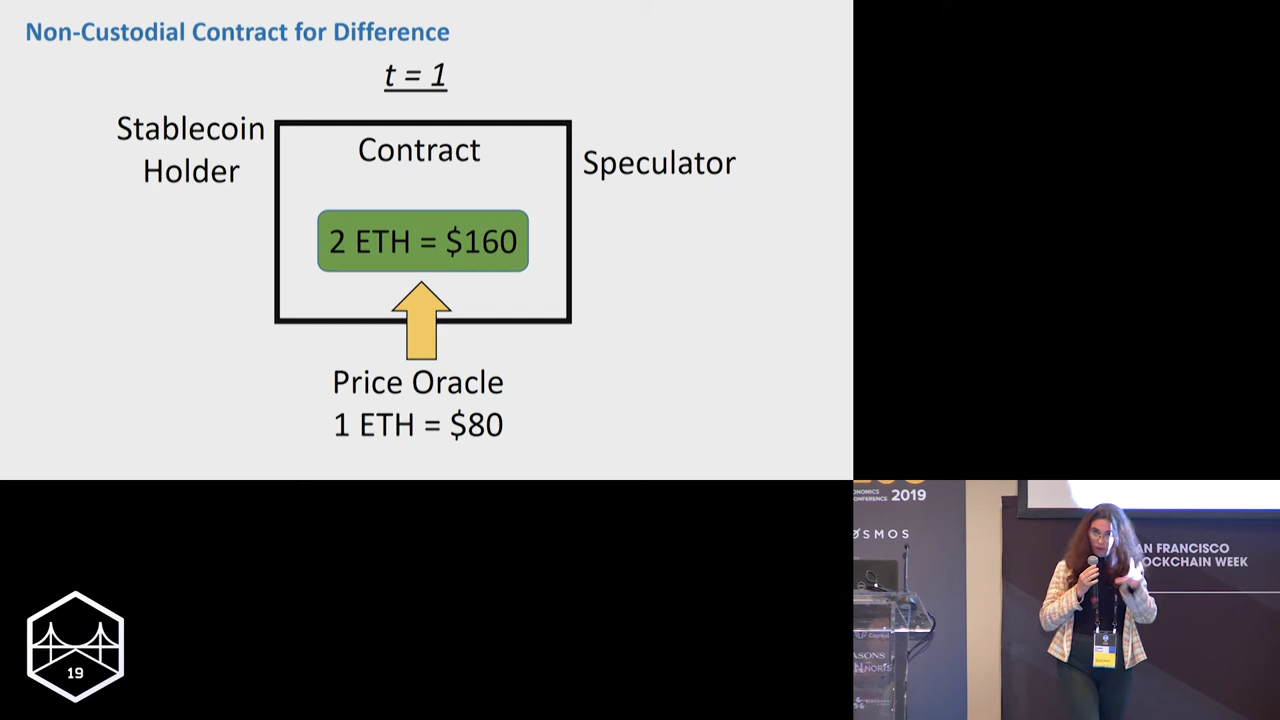 Non-Custodial Contract for Difference
t = 1
Stablecoin
Holder
Contract
Speculator
2 ETH = $160
Price Oracle
1 ETH = $80
2019
OSMOS
AN FRANCISCO
OCKCHAIN WEEK
19